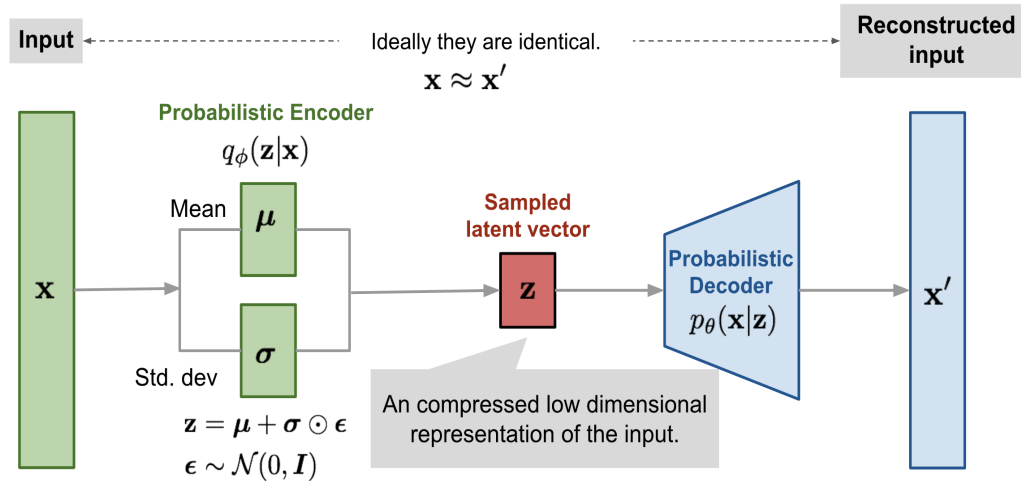 Input
Ideally they are identical.
x ≈ x′
Reconstructed
input
Probabilistic Encoder
qϕ(z|x)
Mean
μ
Sampled
latent vector
x
z
Probabilistic
Decoder
pθ(x|z)
x′
σ
Std. dev
z = μ + σ ⊙ ϵ
ϵ ∼ 𝒩(0, I)
An compressed low dimensional
representation of the input.